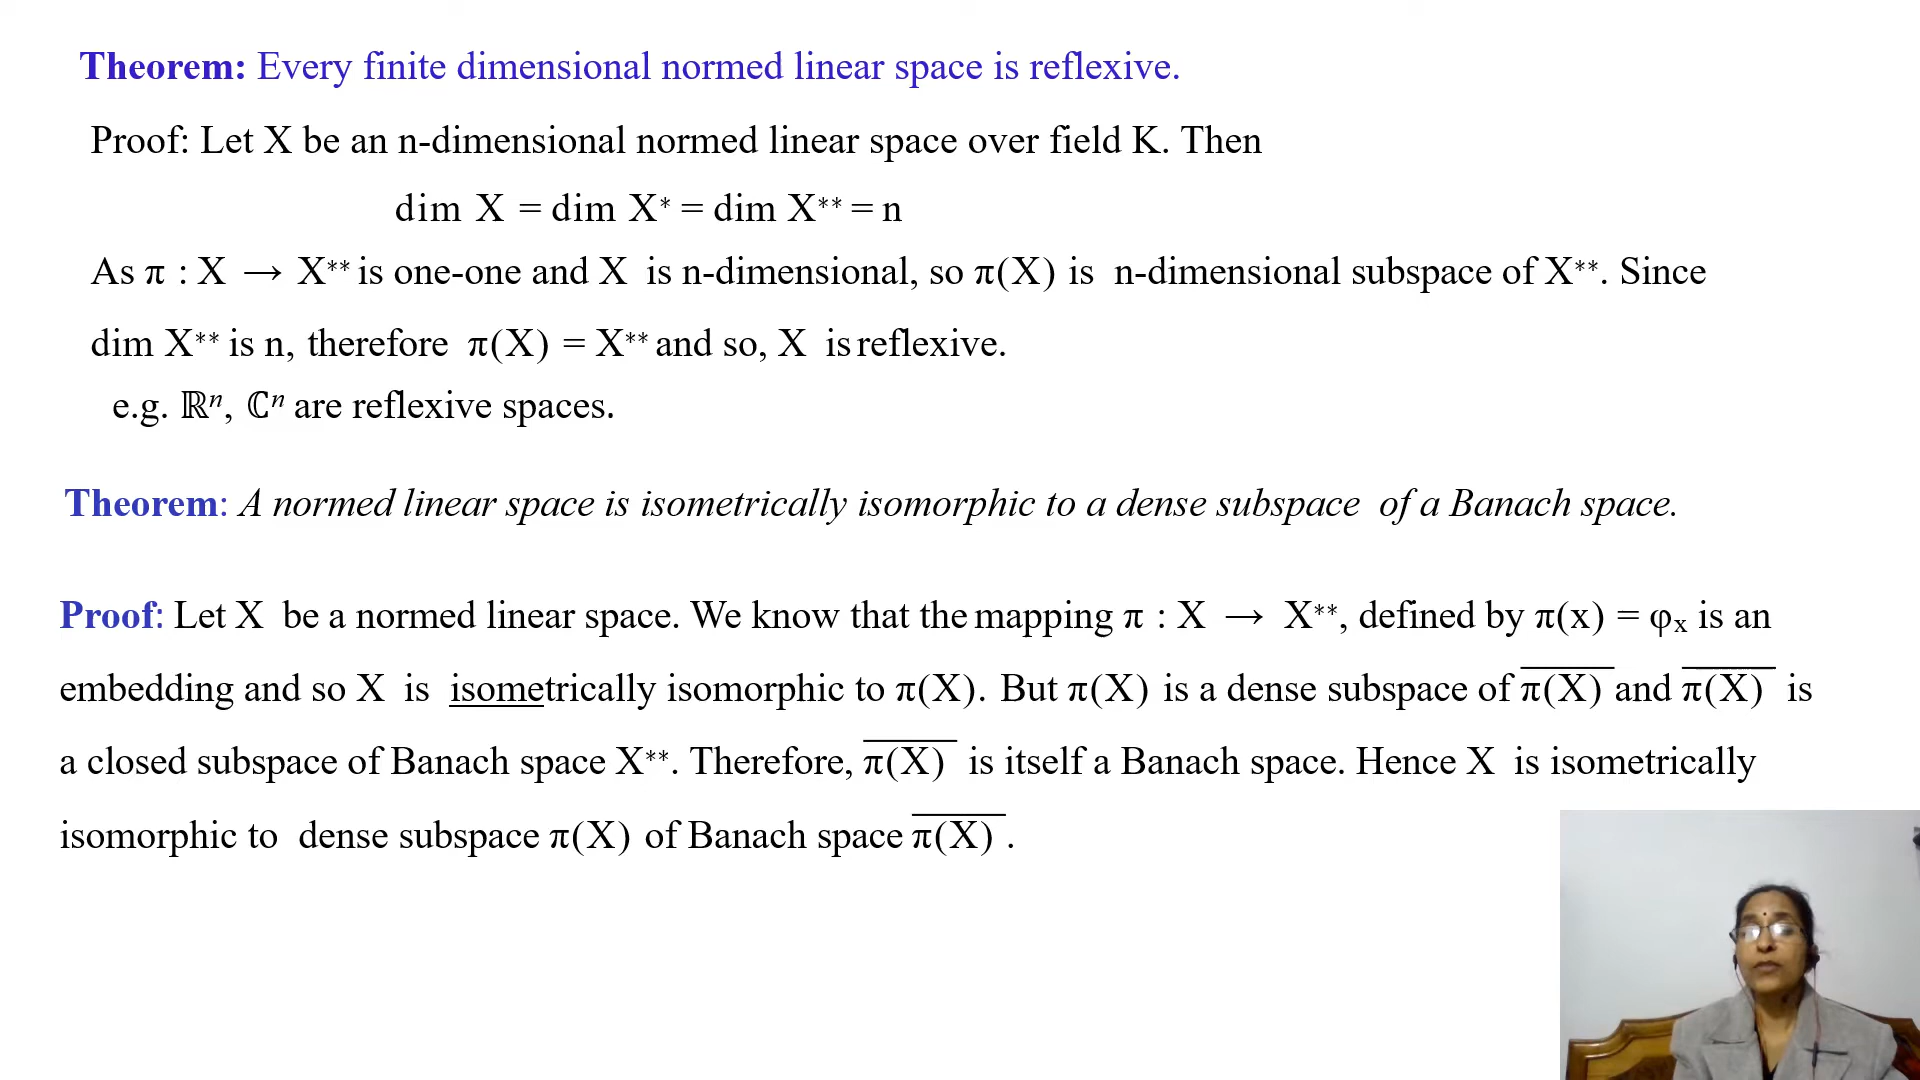 Theorem: Every finite dimensional normed linear space is reflexive.
Proof: Let X be an n-dimensional normed linear space over field K. Then
dim X = dim X* = dim X** = n
As π : X → X** is one-one and X is n-dimensional, so π(X) is n-dimensional subspace of X**. Since
dim X** is n, therefore π(X) = X** and so, X is reflexive.
e.g. ℝⁿ, ℂⁿ are reflexive spaces.
Theorem: A normed linear space is isometrically isomorphic to a dense subspace of a Banach space.
Proof: Let X be a normed linear space. We know that the mapping π : X → X**, defined by π(x) = φₓ is an
embedding and so X is isometrically isomorphic to π(X). But π(X) is a dense subspace of \overline{π(X)} and \overline{π(X)} is
a closed subspace of Banach space X**. Therefore, \overline{π(X)} is itself a Banach space. Hence X is isometrically
isomorphic to dense subspace π(X) of Banach space \overline{π(X)}.